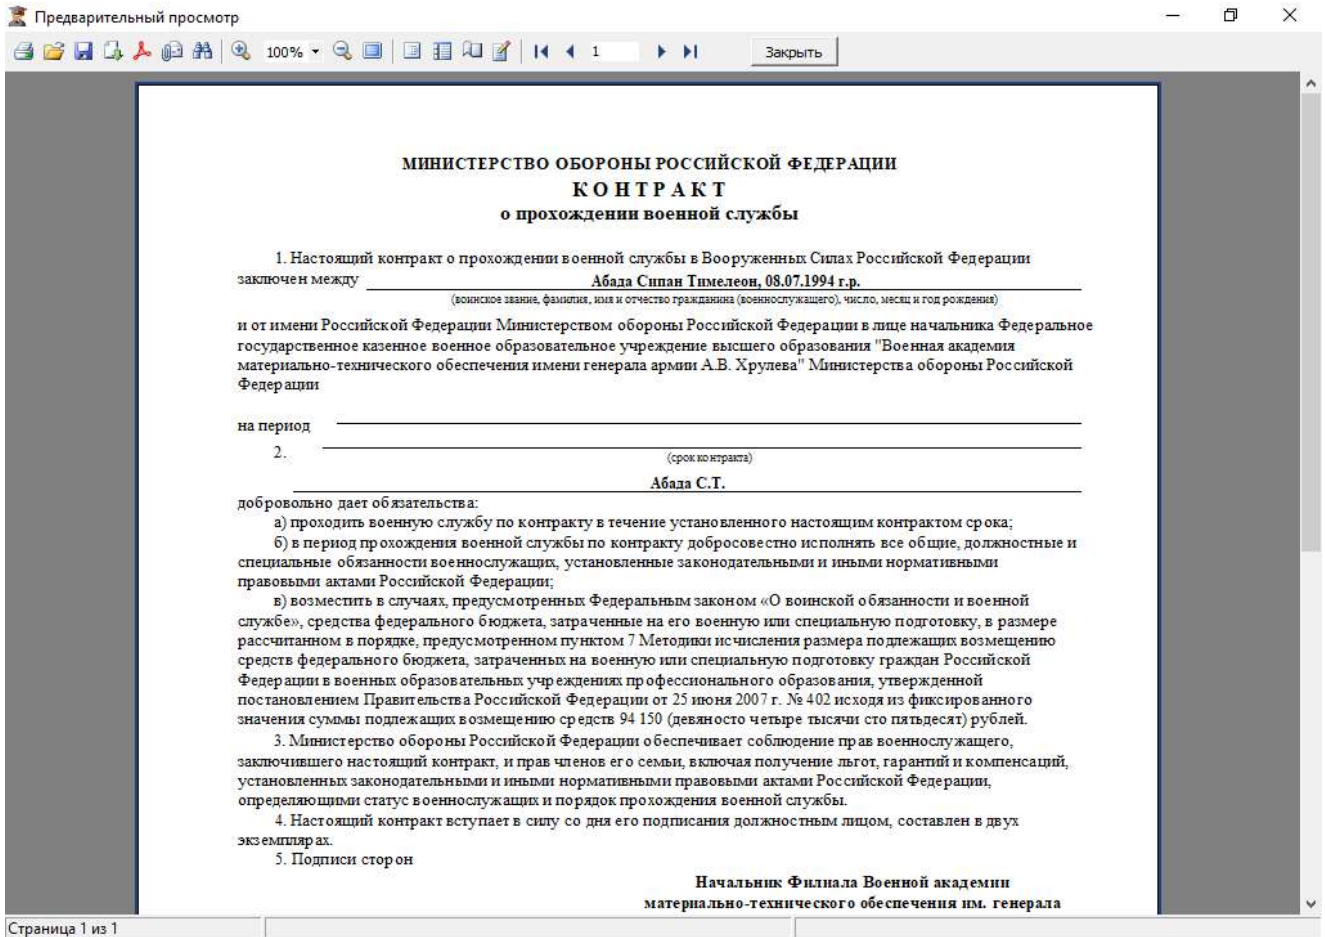 Предварительный просмотр
100%
1
Закрыть
МИНИСТЕРСТВО ОБОРОНЫ РОССИЙСКОЙ ФЕДЕРАЦИИ
К О Н Т Р А К Т
о прохождении военной службы
1. Настоящий контракт о прохождении военной службы в Вооруженных Силах Российской Федерации
заключен между Абада Сипан Тимелеон, 08.07.1994 г.р.
(воинское звание, фамилия, имя и отчество гражданина (военнослужащего), число, месяц и год рождения)
и от имени Российской Федерации Министерством обороны Российской Федерации в лице начальника Федеральное
государственное казенное военное образовательное учреждение высшего образования "Военная академия
материально-технического обеспечения имени генерала армии А.В. Хрулева" Министерства обороны Российской
Федерации
на период
2.
(срок контракта)
Абада С.Т.
добровольно дает обязательства:
а) проходить военную службу по контракту в течение установленного настоящим контрактом срока;
б) в период прохождения военной службы по контракту добросовестно исполнять все общие, должностные и
специальные обязанности военнослужащих, установленные законодательными и иными нормативными
правовыми актами Российской Федерации;
в) возместить в случаях, предусмотренных Федеральным законом «О воинской обязанности и военной
службе», средства федерального бюджета, затраченные на его военную или специальную подготовку, в размере
рассчитанном в порядке, предусмотренном пунктом 7 Методики исчисления размера подлежащих возмещению
средств федерального бюджета, затраченных на военную или специальную подготовку граждан Российской
Федерации в военных образовательных учреждениях профессионального образования, утвержденной
постановлением Правительства Российской Федерации от 25 июня 2007 г. № 402 исходя из фиксированного
значения суммы подлежащих возмещению средств 94 150 (девяносто четыре тысячи сто пятьдесят) рублей.
3. Министерство обороны Российской Федерации обеспечивает соблюдение прав военнослужащего,
заключившего настоящий контракт, и прав членов его семьи, включая получение льгот, гарантий и компенсаций,
установленных законодательными и иными нормативными правовыми актами Российской Федерации,
определяющими статус военнослужащих и порядок прохождения военной службы.
4. Настоящий контракт вступает в силу со дня его подписания должностным лицом, составлен в двух
экземплярах.
5. Подписи сторон
Начальник Филиала Военной академии
материально-технического обеспечения им. генерала
Страница 1 из 1